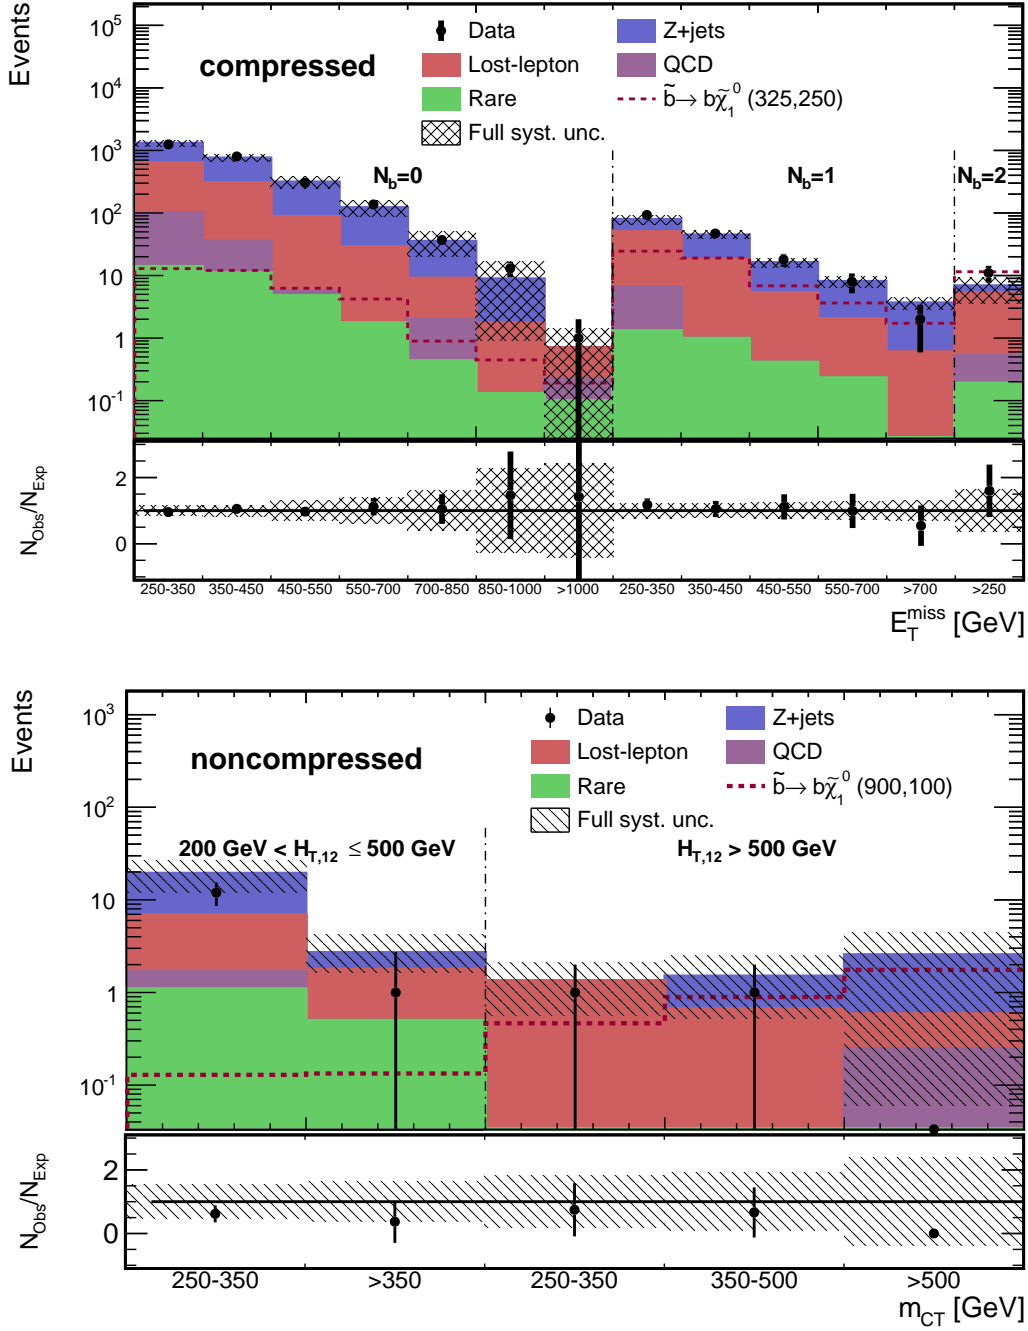 Events
10^5
10^4
10^3
10^2
10
1
10^-1
compressed
Data
Z+jets
Lost-lepton
QCD
Rare
b̃→ bχ̃₁⁰ (325,250)
Full syst. unc.
N_b=0
N_b=1
N_b=2
N_Obs/N_Exp
2
0
250-350 350-450 450-550 550-700 700-850 850-1000 >1000 250-350 350-450 450-550 550-700 >700 >250
E_T^miss [GeV]
Events
10^3
10^2
10
1
10^-1
noncompressed
Data
Z+jets
Lost-lepton
QCD
Rare
b̃→ bχ̃₁⁰ (900,100)
Full syst. unc.
200 GeV < H_T,12 ≤ 500 GeV
H_T,12 > 500 GeV
N_Obs/N_Exp
2
0
250-350 >350 250-350 350-500 >500
m_CT [GeV]